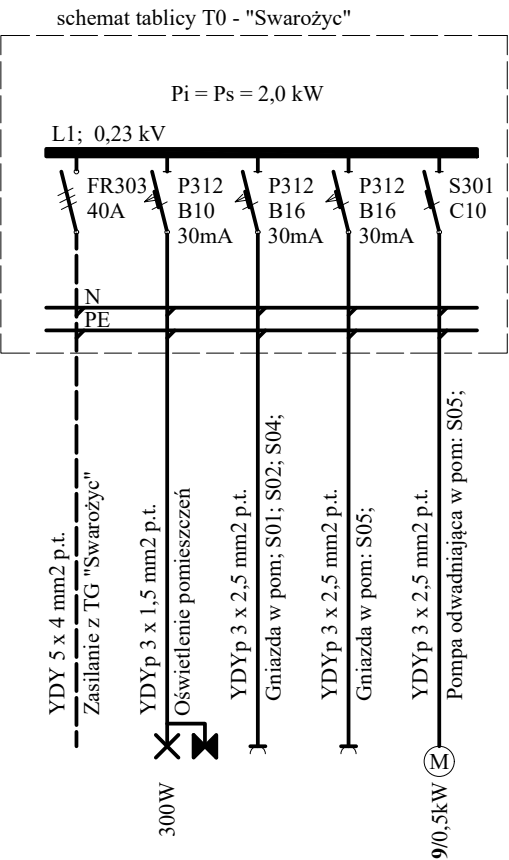 schemat tablicy T0 - "Swarożyc"
Pi = Ps = 2,0 kW
L1; 0,23 kV
FR303
40A
P312
B10
30mA
P312
B16
30mA
P312
B16
30mA
S301
C10
N
PE
YDY 5 x 4 mm2 p.t.
Zasilanie z TG "Swarożyc"
YDYp 3 x 1,5 mm2 p.t.
Oświetlenie pomieszczeń
YDYp 3 x 2,5 mm2 p.t.
Gniazda w pom; S01; S02; S04;
YDYp 3 x 2,5 mm2 p.t.
Gniazda w pom: S05;
YDYp 3 x 2,5 mm2 p.t.
Pompa odwadniająca w pom: S05;
300W
M
9/0,5kW